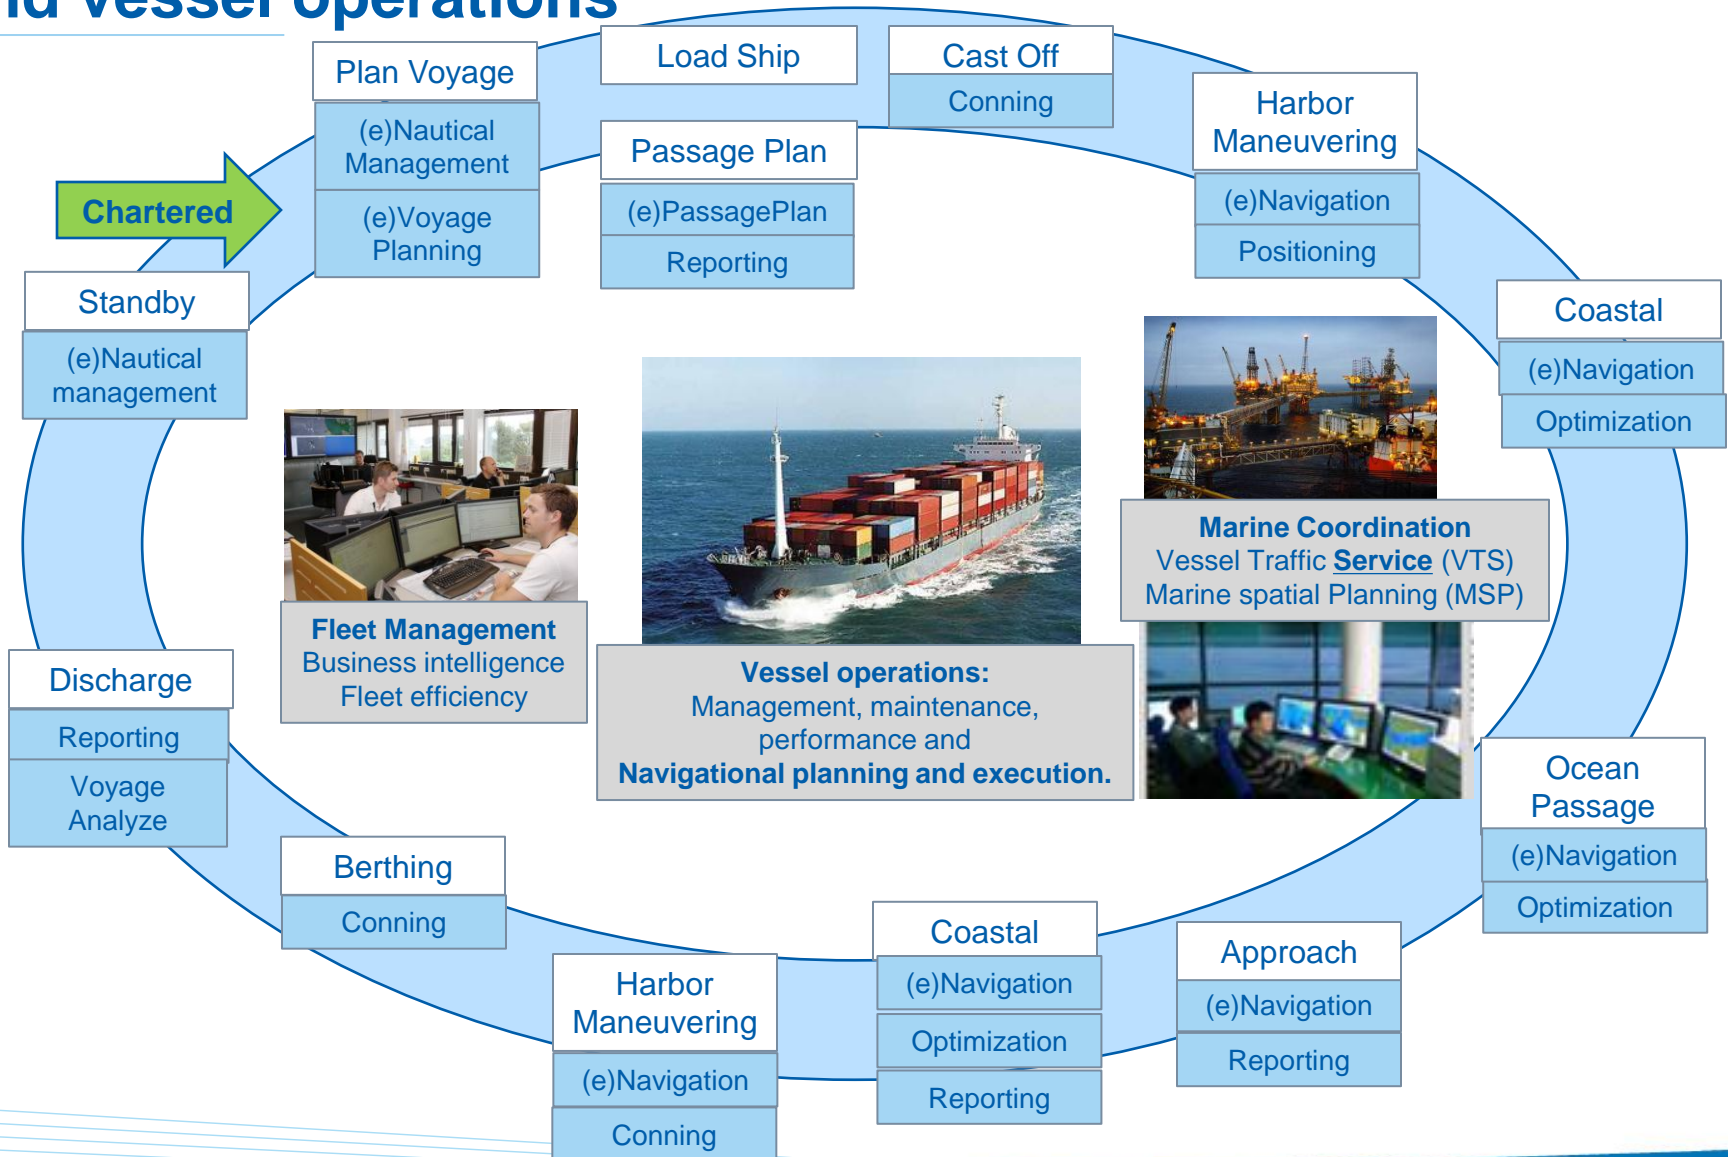 nd vessel operations
Plan Voyage
(e)Nautical
Management
(e)Voyage
Planning
Load Ship
Passage Plan
(e)PassagePlan
Reporting
Cast Off
Conning
Harbor
Maneuvering
(e)Navigation
Positioning
Chartered
Standby
(e)Nautical
management
Coastal
(e)Navigation
Optimization
Marine Coordination
Vessel Traffic Service (VTS)
Marine spatial Planning (MSP)
Fleet Management
Business intelligence
Fleet efficiency
Vessel operations:
Management, maintenance,
performance and
Navigational planning and execution.
Discharge
Reporting
Voyage
Analyze
Ocean
Passage
(e)Navigation
Optimization
Berthing
Conning
Harbor
Maneuvering
(e)Navigation
Conning
Coastal
(e)Navigation
Optimization
Reporting
Approach
(e)Navigation
Reporting